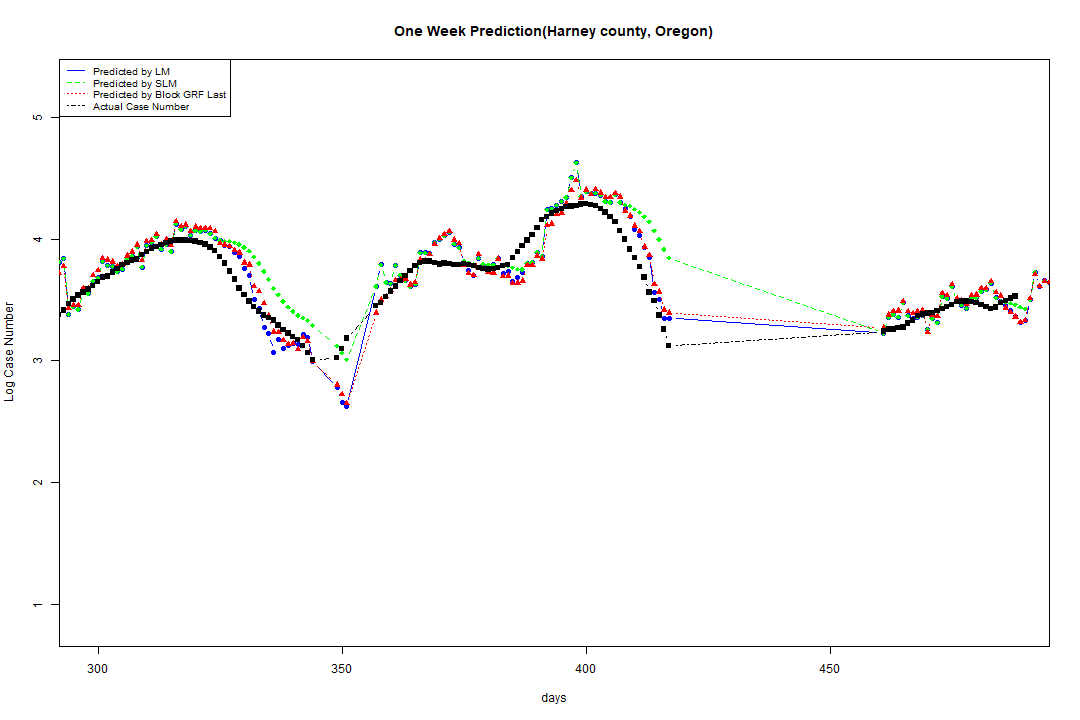 One Week Prediction(Harney county, Oregon)
Predicted by LM
Predicted by SLM
Predicted by Block GRF Last
Actual Case Number
Log Case Number
5
4
3
2
1
300 350 400 450
days